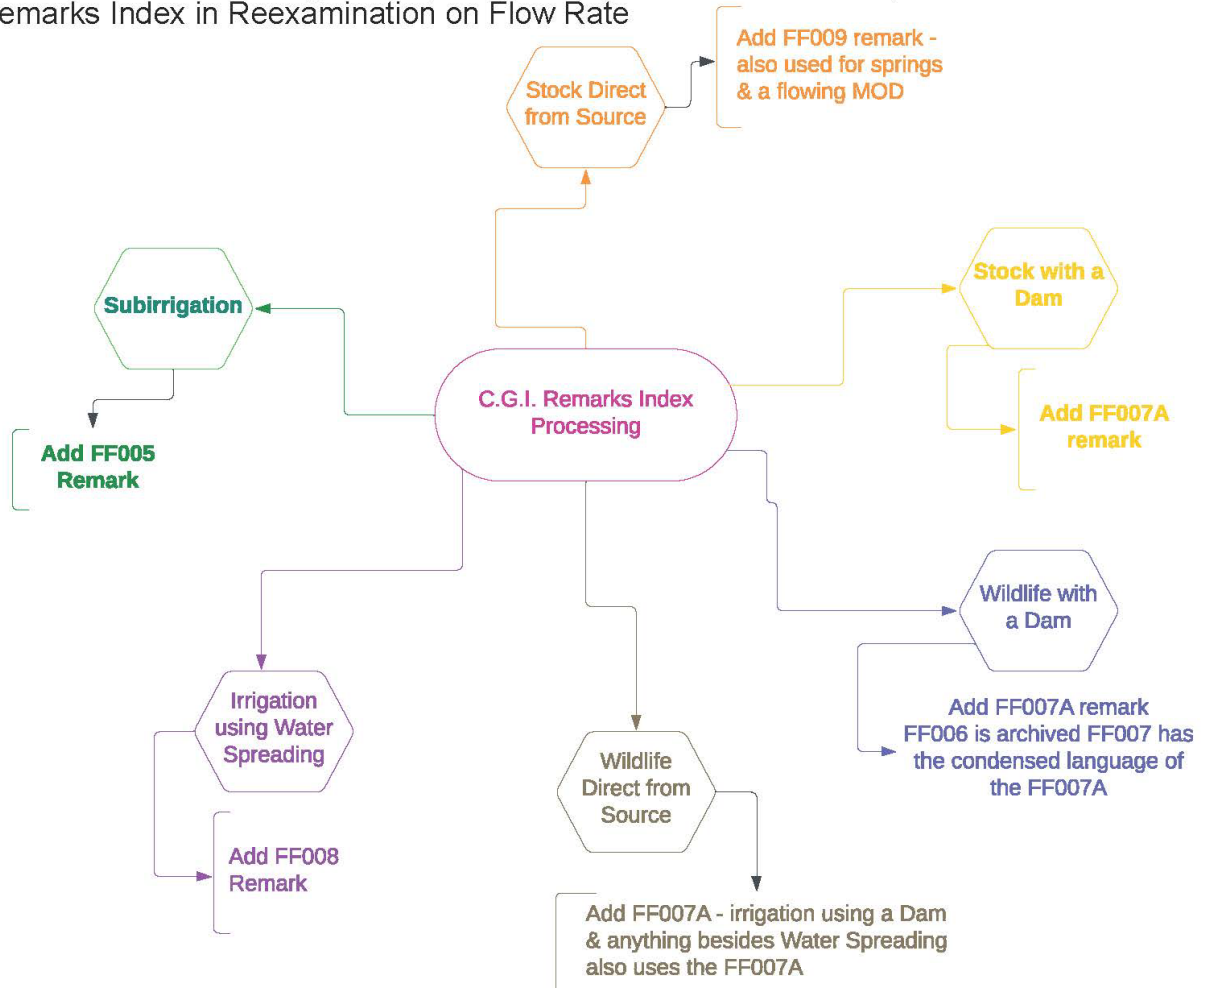 emarks Index in Reexamination on Flow Rate
Add FF009 remark -
also used for springs
& a flowing MOD
Stock Direct
from Source
Stock with a
Dam
Subirrigation
C.G.I. Remarks Index
Processing
Add FF007A
remark
Add FF005
Remark
Wildlife with
a Dam
Irrigation
using Water
Spreading
Add FF007A remark
FF006 is archived FF007 has
the condensed language of
the FF007A
Wildlife
Direct from
Source
Add FF008
Remark
Add FF007A - irrigation using a Dam
& anything besides Water Spreading
also uses the FF007A